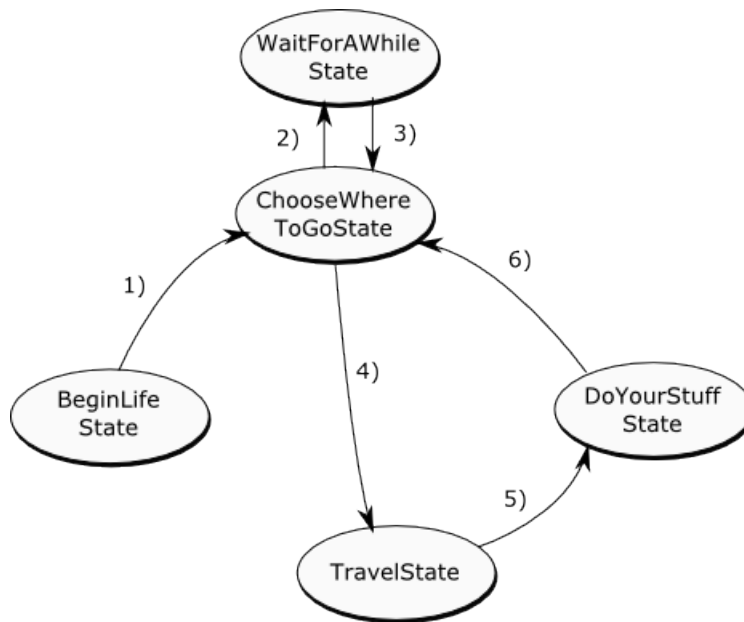 WaitForAWhile
State
2)
3)
ChooseWhere
ToGoState
1)
6)
4)
BeginLife
State
DoYourStuff
State
5)
TravelState